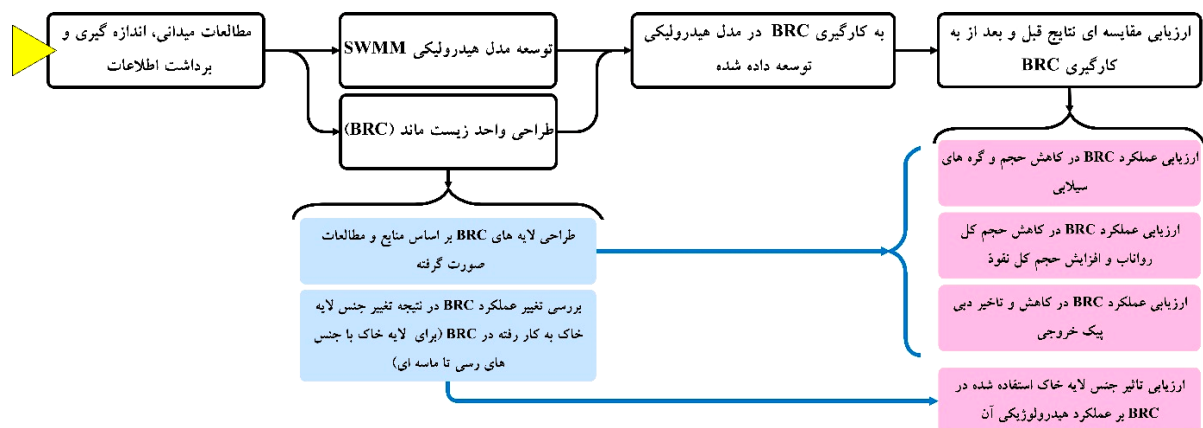 مطالعات میدانی، اندازه گیری و
برداشت اطلاعات
توسعه مدل هیدرولیکی SWMM
طراحی واحد زیست ماند (BRC)
به کارگیری BRC در مدل هیدرولیکی
توسعه داده شده
ارزیابی مقایسه ای نتایج قبل و بعد از به
کارگیری BRC
طراحی لایه های BRC بر اساس منابع و مطالعات
صورت گرفته
بررسی تغییر عملکرد BRC در نتیجه تغییر جنس لایه
خاک به کار رفته در BRC (برای لایه خاک با جنس
های رسی تا ماسه ای)
ارزیابی عملکرد BRC در کاهش حجم و گره های
سیلابی
ارزیابی عملکرد BRC در کاهش حجم کل
رواناب و افزایش حجم کل نفوذ
ارزیابی عملکرد BRC در کاهش و تاخیر دبی
پیک خروجی
ارزیابی تاثیر جنس لایه خاک استفاده شده در
BRC بر عملکرد هیدرولوژیکی آن